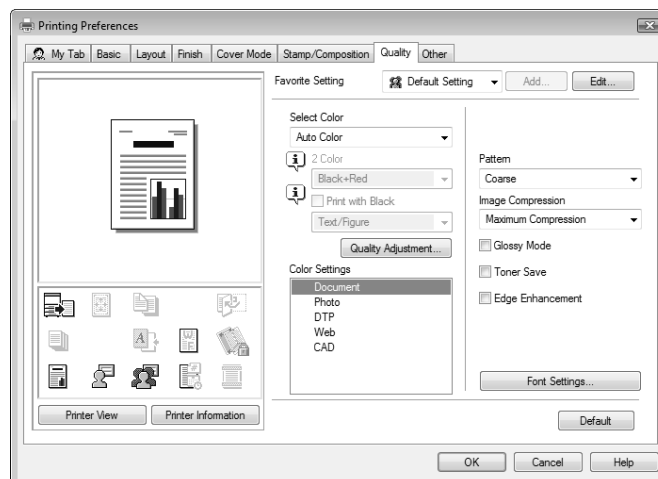 Printing Preferences
My Tab Basic Layout Finish Cover Mode Stamp/Composition Quality Other
Favorite Setting Default Setting Add... Edit...
Select Color
Auto Color
2 Color
Black+Red
Print with Black
Text/Figure
Quality Adjustment...
Color Settings
Document
Photo
DTP
Web
CAD
Pattern
Coarse
Image Compression
Maximum Compression
Glossy Mode
Toner Save
Edge Enhancement
Font Settings...
Printer View Printer Information
Default
OK Cancel Help